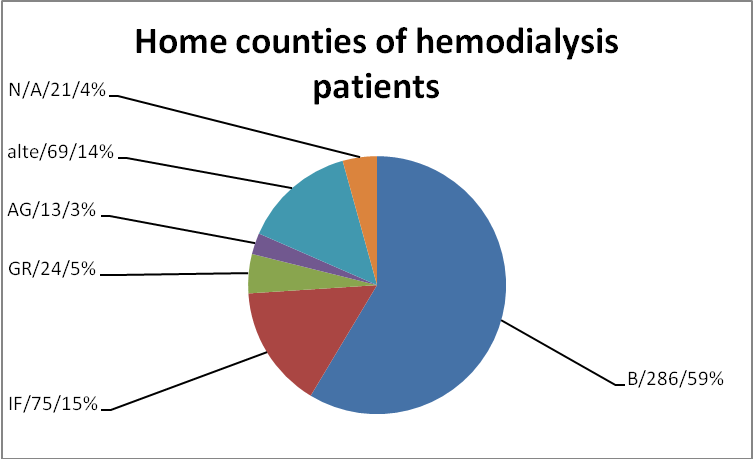 Home counties of hemodialysis
patients
N/A/21/4%
alte/69/14%
AG/13/3%
GR/24/5%
IF/75/15%
B/286/59%